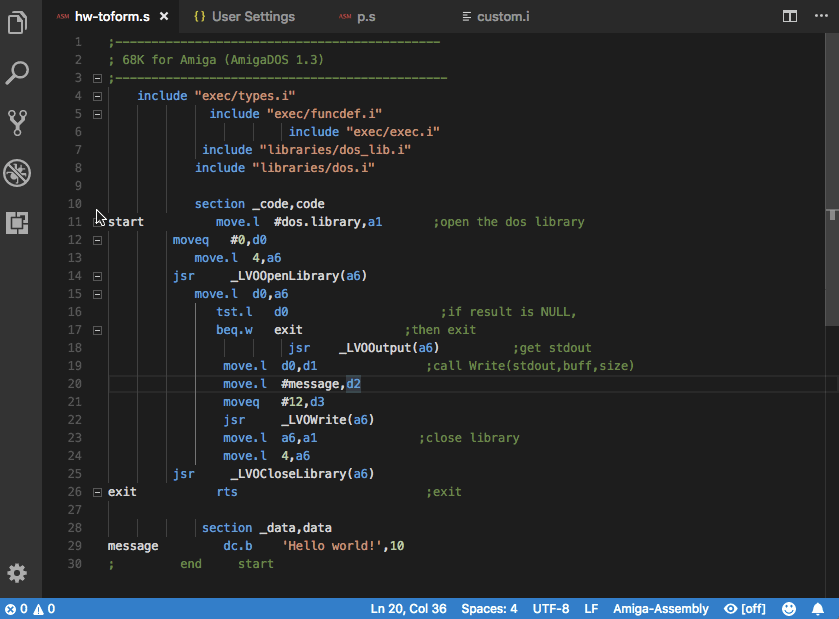 ASM hw-toform.s × {} User Settings ASM p.s custom.i
1 ;---------------------------------------------
2 ; 68K for Amiga (AmigaDOS 1.3)
3 ;----------------------------------------------
4 include "exec/types.i"
5 include "exec/funcdef.i"
6 include "exec/exec.i"
7 include "libraries/dos_lib.i"
8 include "libraries/dos.i"
9
10 section _code,code
11 start move.l #dos.library,a1 ;open the dos library
12 moveq #0,d0
13 move.l 4,a6
14 jsr _LVOOpenLibrary(a6)
15 move.l d0,a6
16 tst.l d0 ;if result is NULL,
17 beq.w exit ;then exit
18 jsr _LVOOutput(a6) ;get stdout
19 move.l d0,d1 ;call Write(stdout,buff,size)
20 move.l #message,d2
21 moveq #12,d3
22 jsr _LVOWrite(a6)
23 move.l a6,a1 ;close library
24 move.l 4,a6
25 jsr _LVOCloseLibrary(a6)
26 exit rts ;exit
27
28 section _data,data
29 message dc.b 'Hello world!',10
30 ; end start
0 0 Ln 20, Col 36 Spaces: 4 UTF-8 LF Amiga-Assembly [off]